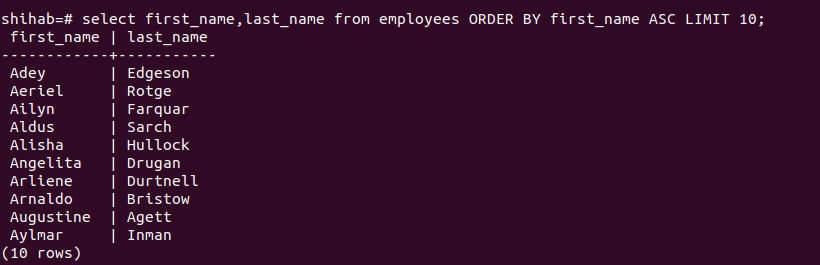 shihab=# select first_name,last_name from employees ORDER BY first_name ASC LIMIT 10;
 first_name | last_name
------------+-----------
 Adey       | Edgeson
 Aeriel     | Rotge
 Ailyn      | Farquar
 Aldus      | Sarch
 Alisha     | Hullock
 Angelita   | Drugan
 Arliene    | Durtnell
 Arnaldo    | Bristow
 Augustine  | Agett
 Aylmar     | Inman
(10 rows)